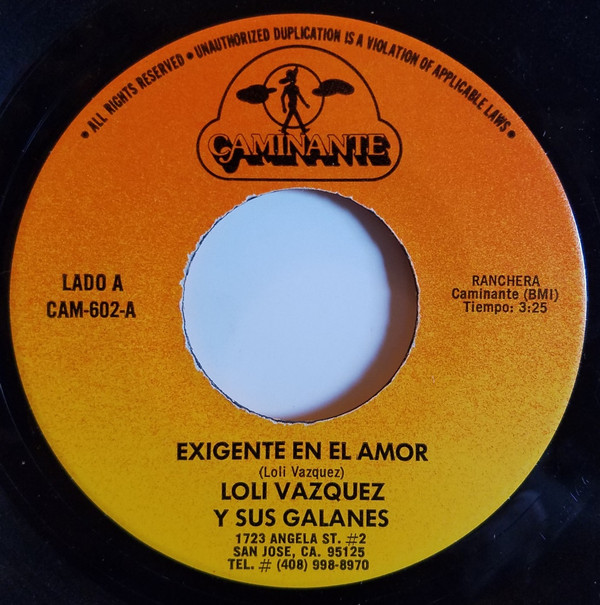 • ALL RIGHTS RESERVED • UNAUTHORIZED DUPLICATION IS A VIOLATION OF APPLICABLE LAWS •
CAMINANTE
LADO A
CAM-602-A
RANCHERA
Caminante (BMI)
Tiempo: 3:25
EXIGENTE EN EL AMOR
(Loli Vazquez)
LOLI VAZQUEZ
Y SUS GALANES
1723 ANGELA ST. #2
SAN JOSE, CA. 95125
TEL. # (408) 998-8970